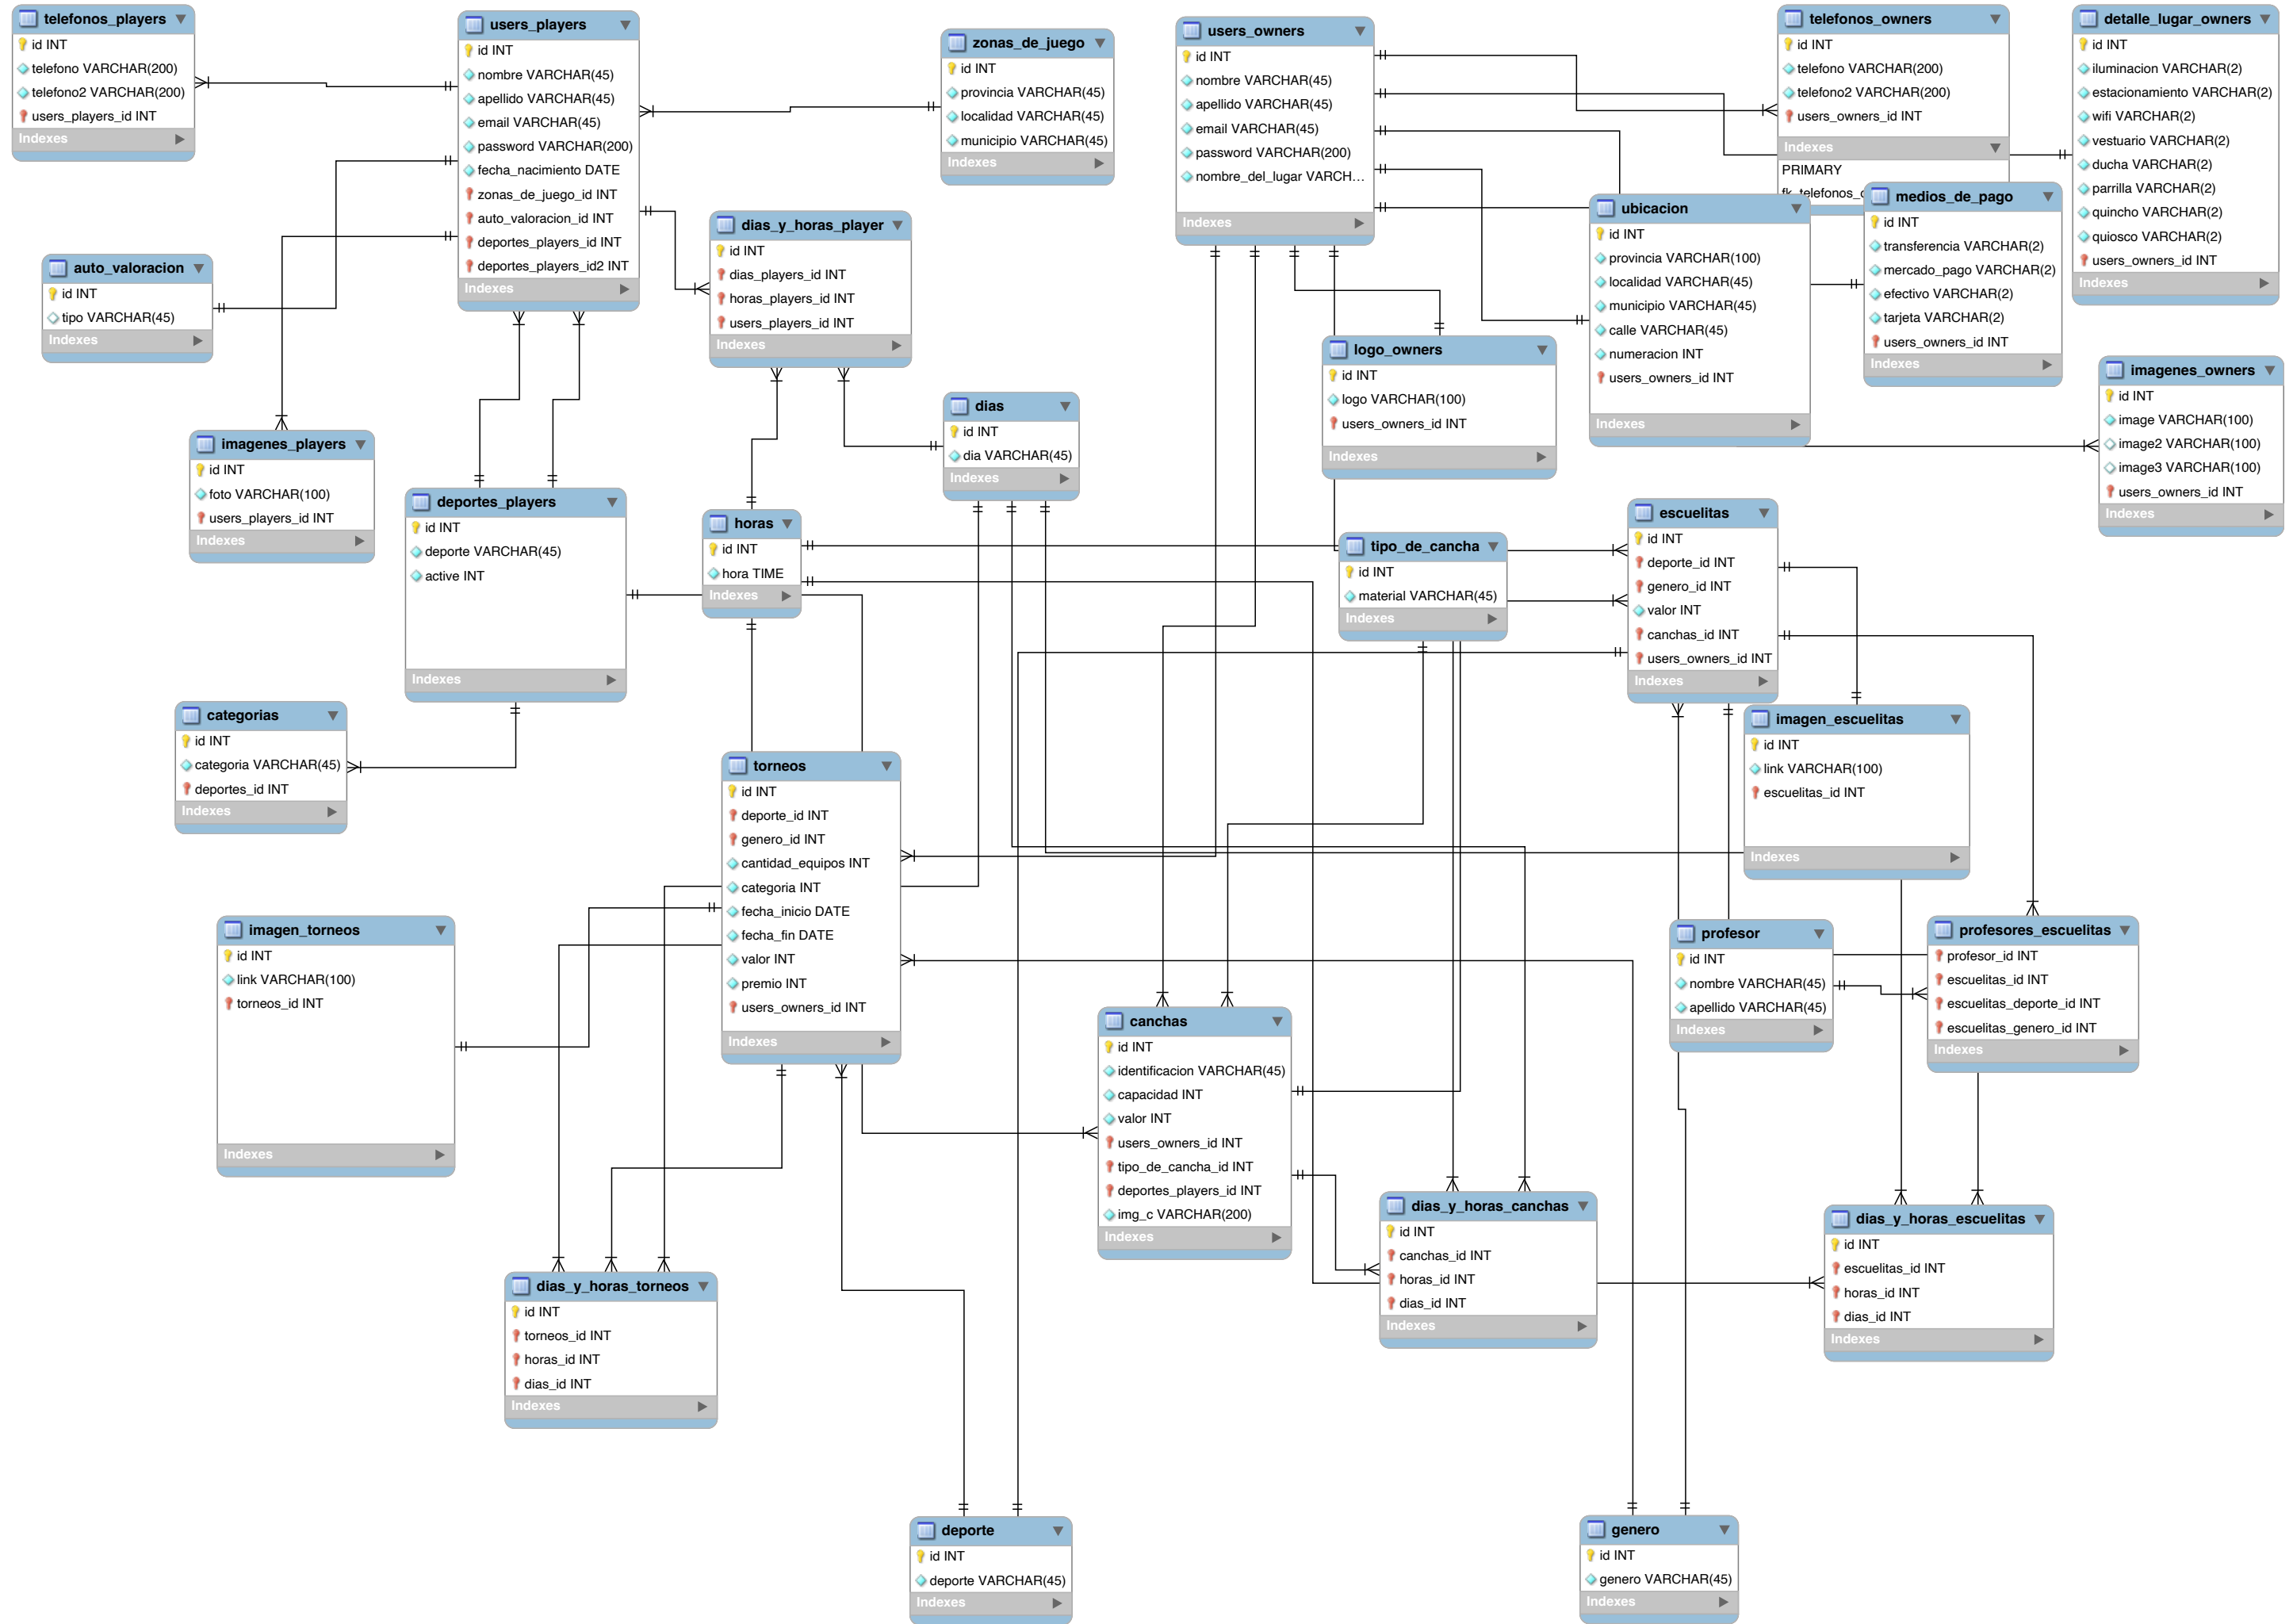 telefonos_players
id INT
telefono VARCHAR(200)
telefono2 VARCHAR(200)
users_players_id INT
Indexes
users_players
id INT
nombre VARCHAR(45)
apellido VARCHAR(45)
email VARCHAR(45)
password VARCHAR(200)
fecha_nacimiento DATE
zonas_de_juego_id INT
auto_valoracion_id INT
deportes_players_id INT
deportes_players_id2 INT
Indexes
zonas_de_juego
id INT
provincia VARCHAR(45)
localidad VARCHAR(45)
municipio VARCHAR(45)
Indexes
users_owners
id INT
nombre VARCHAR(45)
apellido VARCHAR(45)
email VARCHAR(45)
password VARCHAR(200)
nombre_del_lugar VARCH...
Indexes
telefonos_owners
id INT
telefono VARCHAR(200)
telefono2 VARCHAR(200)
users_owners_id INT
Indexes
PRIMARY
fk_telefonos_
detalle_lugar_owners
id INT
iluminacion VARCHAR(2)
estacionamiento VARCHAR(2)
wifi VARCHAR(2)
vestuario VARCHAR(2)
ducha VARCHAR(2)
parrilla VARCHAR(2)
quincho VARCHAR(2)
quiosco VARCHAR(2)
users_owners_id INT
Indexes
ubicacion
id INT
provincia VARCHAR(100)
localidad VARCHAR(45)
municipio VARCHAR(45)
calle VARCHAR(45)
numeracion INT
users_owners_id INT
Indexes
medios_de_pago
id INT
transferencia VARCHAR(2)
mercado_pago VARCHAR(2)
efectivo VARCHAR(2)
tarjeta VARCHAR(2)
users_owners_id INT
Indexes
auto_valoracion
id INT
tipo VARCHAR(45)
Indexes
dias_y_horas_player
id INT
dias_players_id INT
horas_players_id INT
users_players_id INT
Indexes
logo_owners
id INT
logo VARCHAR(100)
users_owners_id INT
Indexes
imagenes_owners
id INT
image VARCHAR(100)
image2 VARCHAR(100)
image3 VARCHAR(100)
users_owners_id INT
Indexes
imagenes_players
id INT
foto VARCHAR(100)
users_players_id INT
Indexes
dias
id INT
dia VARCHAR(45)
Indexes
deportes_players
id INT
deporte VARCHAR(45)
active INT
Indexes
horas
id INT
hora TIME
Indexes
tipo_de_cancha
id INT
material VARCHAR(45)
Indexes
escuelitas
id INT
deporte_id INT
genero_id INT
valor INT
canchas_id INT
users_owners_id INT
Indexes
categorias
id INT
categoria VARCHAR(45)
deportes_id INT
Indexes
torneos
id INT
deporte_id INT
genero_id INT
cantidad_equipos INT
categoria INT
fecha_inicio DATE
fecha_fin DATE
valor INT
premio INT
users_owners_id INT
Indexes
imagen_escuelitas
id INT
link VARCHAR(100)
escuelitas_id INT
Indexes
imagen_torneos
id INT
link VARCHAR(100)
torneos_id INT
Indexes
profesor
id INT
nombre VARCHAR(45)
apellido VARCHAR(45)
Indexes
profesores_escuelitas
profesor_id INT
escuelitas_id INT
escuelitas_deporte_id INT
escuelitas_genero_id INT
Indexes
canchas
id INT
identificacion VARCHAR(45)
capacidad INT
valor INT
users_owners_id INT
tipo_de_cancha_id INT
deportes_players_id INT
img_c VARCHAR(200)
Indexes
dias_y_horas_canchas
id INT
canchas_id INT
horas_id INT
dias_id INT
Indexes
dias_y_horas_escuelitas
id INT
escuelitas_id INT
horas_id INT
dias_id INT
Indexes
dias_y_horas_torneos
id INT
torneos_id INT
horas_id INT
dias_id INT
Indexes
deporte
id INT
deporte VARCHAR(45)
Indexes
genero
id INT
genero VARCHAR(45)
Indexes